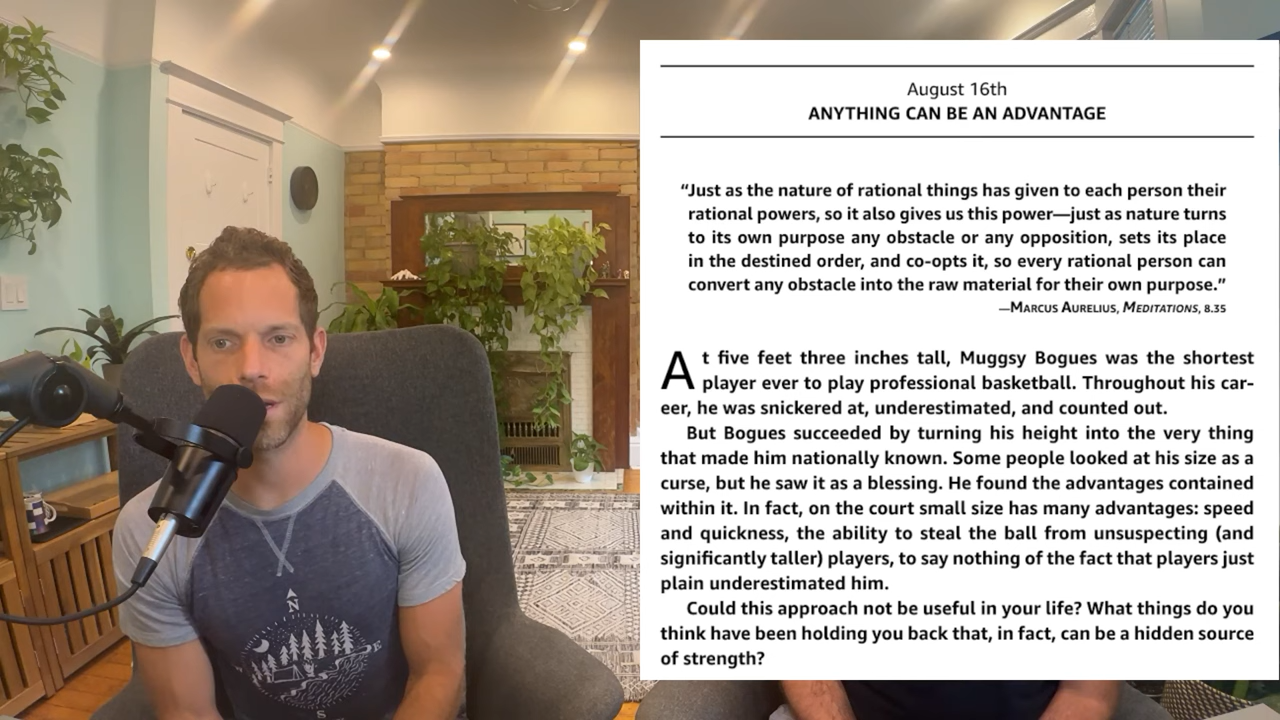 August 16th
ANYTHING CAN BE AN ADVANTAGE
“Just as the nature of rational things has given to each person their
rational powers, so it also gives us this power—just as nature turns
to its own purpose any obstacle or any opposition, sets its place
in the destined order, and co-opts it, so every rational person can
convert any obstacle into the raw material for their own purpose.”
—MARCUS AURELIUS, MEDITATIONS, 8.35
At five feet three inches tall, Muggsy Bogues was the shortest
player ever to play professional basketball. Throughout his car-
eer, he was snickered at, underestimated, and counted out.
But Bogues succeeded by turning his height into the very thing
that made him nationally known. Some people looked at his size as a
curse, but he saw it as a blessing. He found the advantages contained
within it. In fact, on the court small size has many advantages: speed
and quickness, the ability to steal the ball from unsuspecting (and
significantly taller) players, to say nothing of the fact that players just
plain underestimated him.
Could this approach not be useful in your life? What things do you
think have been holding you back that, in fact, can be a hidden source
of strength?
N
E
S